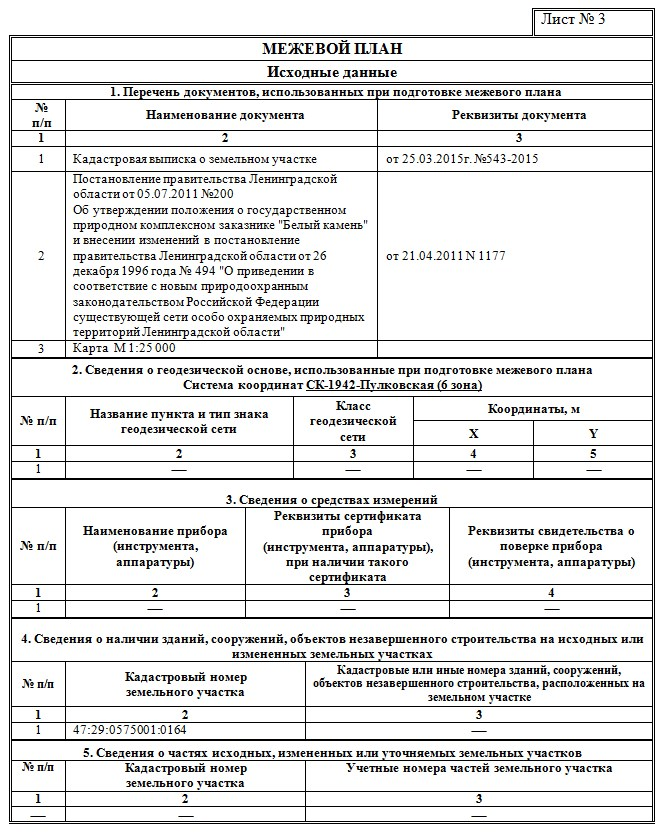 Лист № 3
МЕЖЕВОЙ ПЛАН
Исходные данные
1. Перечень документов, использованных при подготовке межевого плана
№
п/п
Наименование документа
Реквизиты документа
1
2
3
1
Кадастровая выписка о земельном участке
от 25.03.2015г. №543-2015
2
Постановление правительства Ленинградской
области от 05.07.2011 №200
Об утверждении положения о государственном
природном комплексном заказнике "Белый камень"
и внесении изменений в постановление
правительства Ленинградской области от 26
декабря 1996 года № 494 "О приведении в
соответствие с новым природоохранным
законодательством Российской Федерации
существующей сети особо охраняемых природных
территорий Ленинградской области"
от 21.04.2011 N 1177
3
Карта М 1:25 000
2. Сведения о геодезической основе, использованные при подготовке межевого плана
Система координат СК-1942-Пулковская (6 зона)
№ п/п
Название пункта и тип знака
геодезической сети
Класс
геодезической
сети
Координаты, м
X
Y
1
2
3
4
5
1
—
—
—
—
3. Сведения о средствах измерений
№ п/п
Наименование прибора
(инструмента,
аппаратуры)
Реквизиты сертификата
прибора
(инструмента, аппаратуры),
при наличии такого
сертификата
Реквизиты свидетельства о
поверке прибора
(инструмента, аппаратуры)
1
2
3
4
1
—
—
—
4. Сведения о наличии зданий, сооружений, объектов незавершенного строительства на исходных или
измененных земельных участках
№ п/п
Кадастровый номер
земельного участка
Кадастровые или иные номера зданий, сооружений,
объектов незавершенного строительства, расположенных на
земельном участке
1
2
3
1
47:29:0575001:0164
—
5. Сведения о частях исходных, измененных или уточняемых земельных участков
№ п/п
Кадастровый номер
земельного участка
Учетные номера частей земельного участка
1
2
3
—
—
—